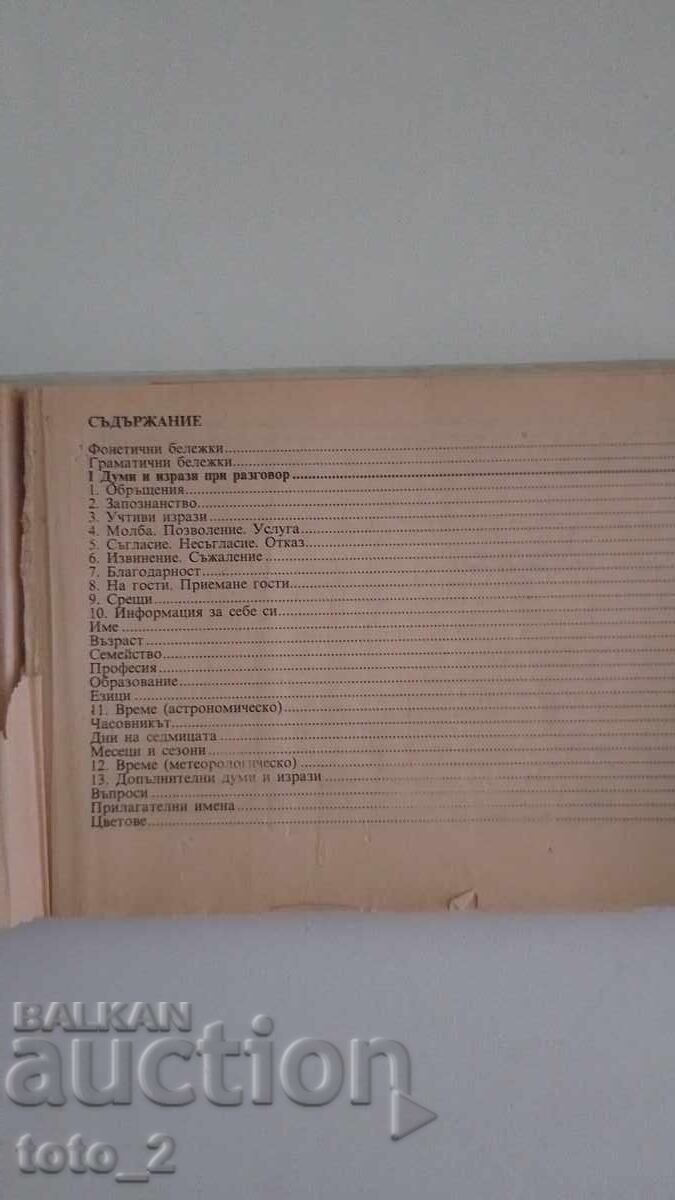 СЪДЪРЖАНИЕ
Фонетични бележки
Граматични бележки
I Думи и изрази при разговор
1. Обръщения
2. Запознанство
3. Учтиви изрази
4. Молба. Позволение. Услуга
5. Съгласие. Несъгласие. Отказ
6. Извинение. Съжаление
7. Благодарност
8. На гости. Приемане гости
9. Срещи
10. Информация за себе си
Име
Възраст
Семейство
Професия
Образование
Езици
11. Време (астрономическо)
Часовникът
Дни на седмицата
Месеци и сезони
12. Време (метеорологическо)
13. Допълнителни думи и изрази
Въпроси
Прилагателни имена
Цветове
BALKAN
auction
toto_2